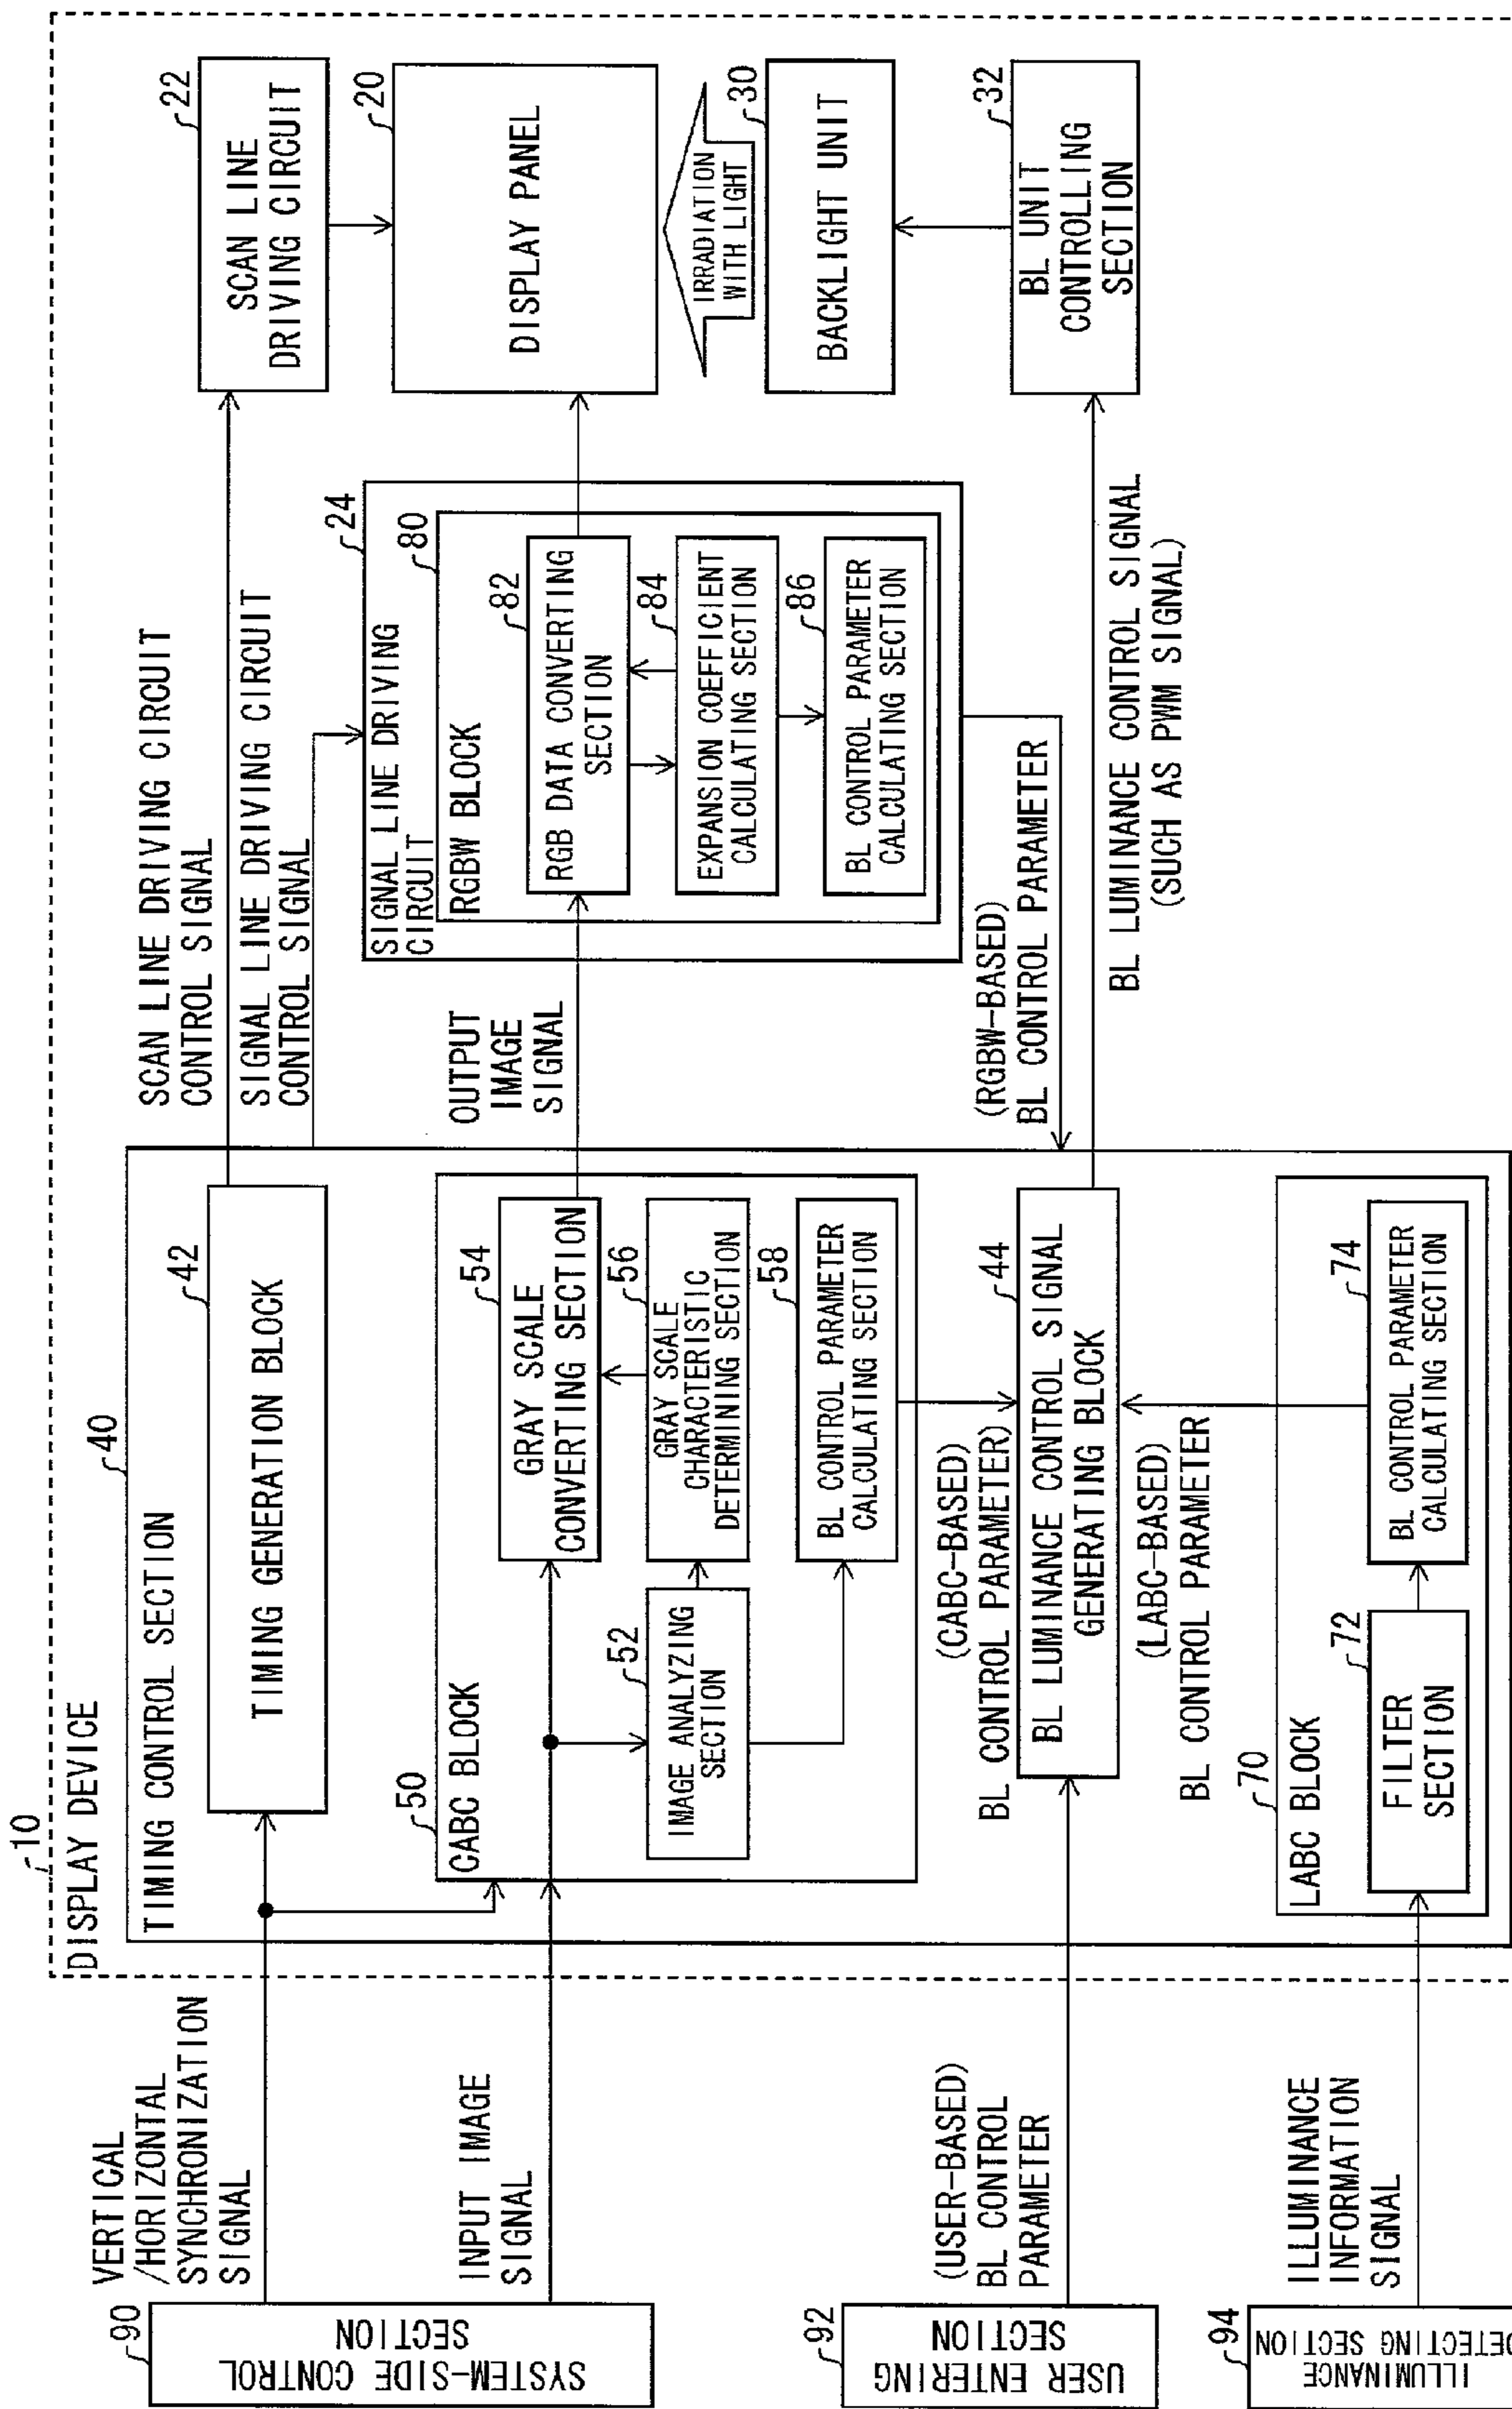 10
DISPLAY DEVICE
40
TIMING CONTROL SECTION
90
SYSTEM-SIDE CONTROL
SECTION
VERTICAL
/HORIZONTAL
SYNCHRONIZATION
SIGNAL
42
TIMING GENERATION BLOCK
SCAN LINE DRIVING CIRCUIT
CONTROL SIGNAL
SIGNAL LINE DRIVING CIRCUIT
CONTROL SIGNAL
22
SCAN LINE
DRIVING CIRCUIT
INPUT IMAGE
SIGNAL
50
CABC BLOCK
52
IMAGE ANALYZING
SECTION
54
GRAY SCALE
CONVERTING SECTION
56
GRAY SCALE
CHARACTERISTIC
DETERMINING SECTION
58
BL CONTROL PARAMETER
CALCULATING SECTION
OUTPUT
IMAGE
SIGNAL
24
SIGNAL LINE DRIVING
CIRCUIT
80
RGBW BLOCK
82
RGB DATA CONVERTING
SECTION
84
EXPANSION COEFFICIENT
CALCULATING SECTION
86
BL CONTROL PARAMETER
CALCULATING SECTION
20
DISPLAY PANEL
IRRADIATION
WITH LIGHT
30
BACKLIGHT UNIT
92
USER ENTERING
SECTION
(USER-BASED)
BL CONTROL
PARAMETER
(CABC-BASED)
BL CONTROL PARAMETER)
44
BL LUMINANCE CONTROL SIGNAL
GENERATING BLOCK
(RGBW-BASED)
BL CONTROL PARAMETER
BL LUMINANCE CONTROL SIGNAL
(SUCH AS PWM SIGNAL)
32
BL UNIT
CONTROLLING
SECTION
(LABC-BASED)
BL CONTROL PARAMETER
94
ILLUMINANCE
DETECTING SECTION
ILLUMINANCE
INFORMATION
SIGNAL
70
LABC BLOCK
72
FILTER
SECTION
74
BL CONTROL PARAMETER
CALCULATING SECTION